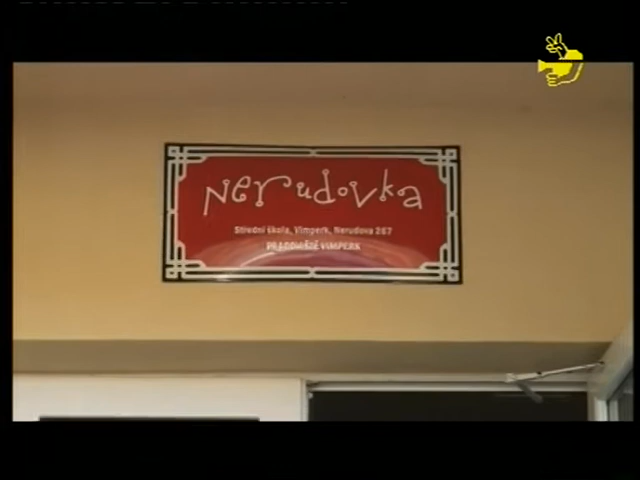 Nerudovka
Střední škola, Vimperk, Nerudova 267
PRACOVIŠTĚ VIMPERK